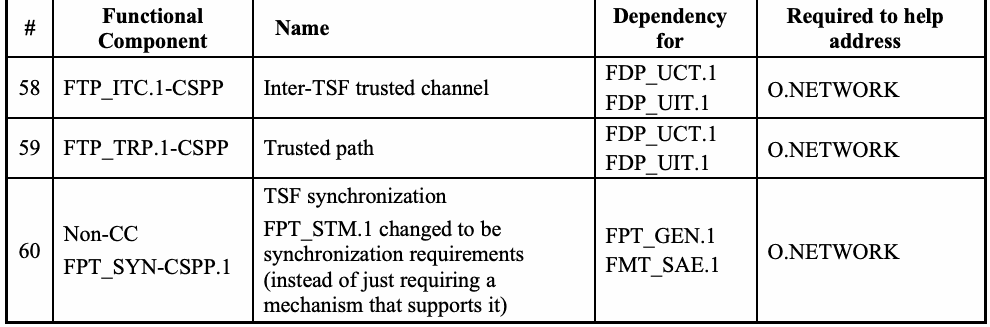 # Functional Component Name Dependency for Required to help address
58 FTP_ITC.1-CSPP Inter-TSF trusted channel FDP_UCT.1 FDP_UIT.1 O.NETWORK
59 FTP_TRP.1-CSPP Trusted path FDP_UCT.1 FDP_UIT.1 O.NETWORK
60
Non-CC
FPT_SYN-CSPP.1
TSF synchronization
FPT_STM.1 changed to be
synchronization requirements
(instead of just requiring a
mechanism that supports it)
FPT_GEN.1
FMT_SAE.1
O.NETWORK